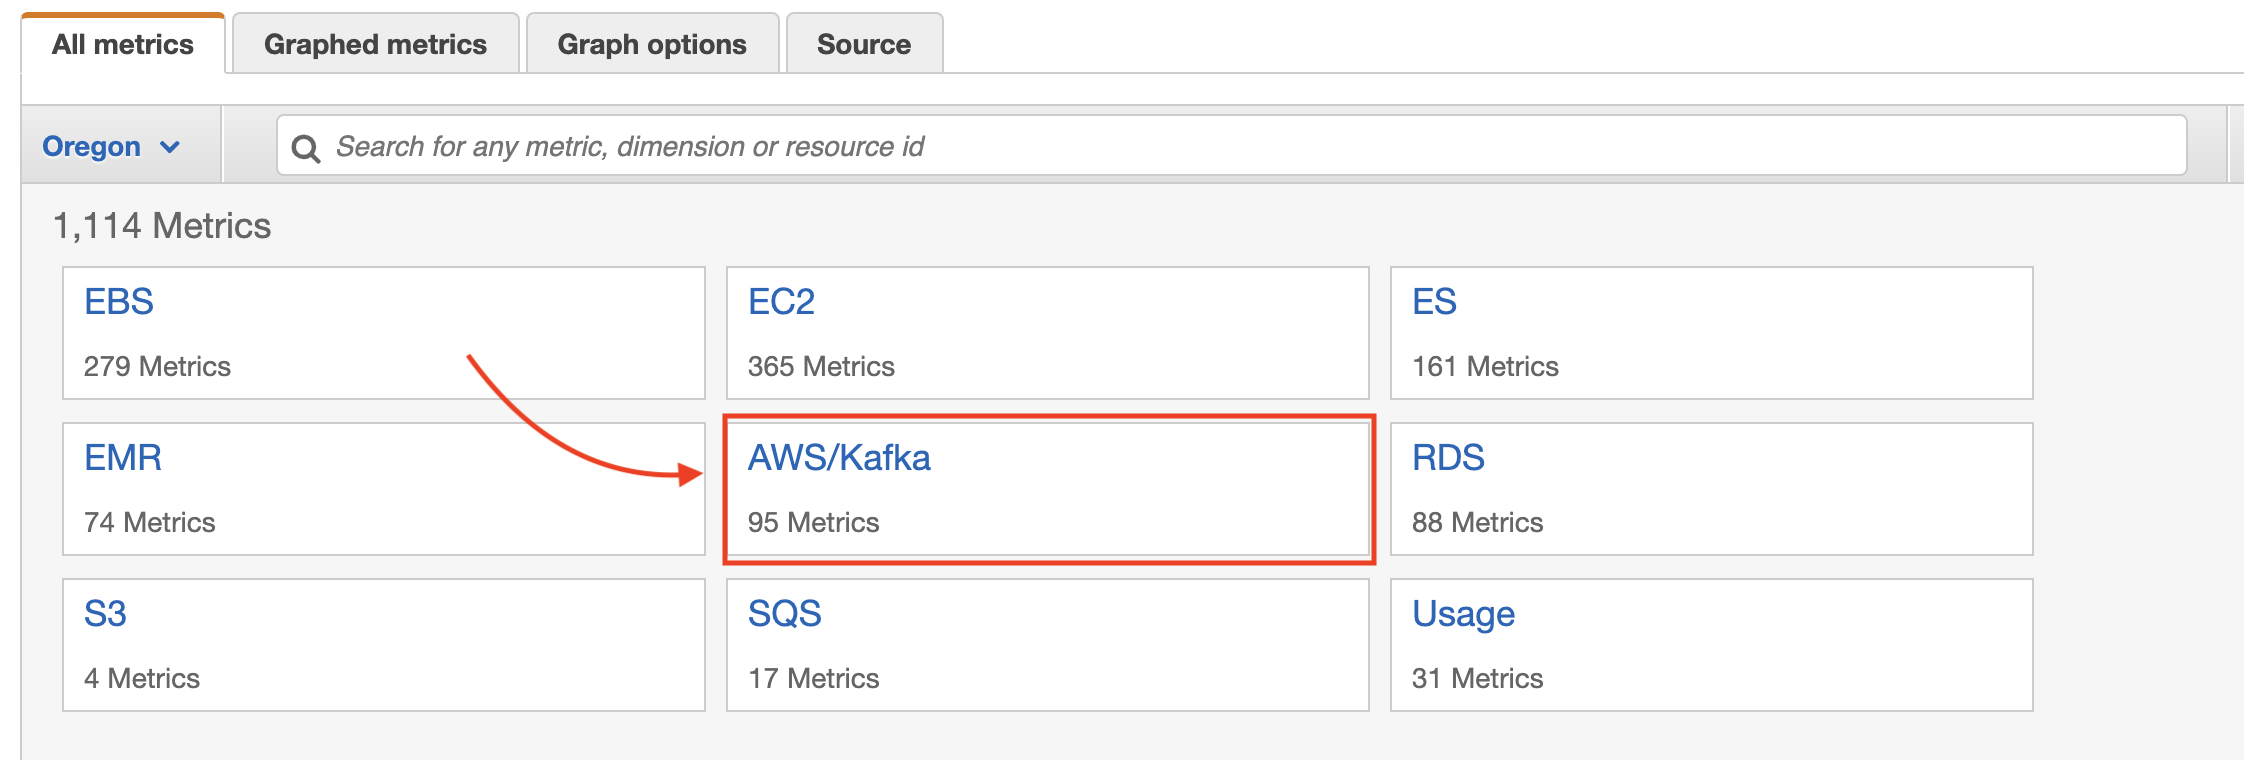 All metrics Graphed metrics Graph options Source
Oregon Search for any metric, dimension or resource id
1,114 Metrics
EBS EC2 ES
279 Metrics 365 Metrics 161 Metrics
EMR AWS/Kafka RDS
74 Metrics 95 Metrics 88 Metrics
S3 SQS Usage
4 Metrics 17 Metrics 31 Metrics